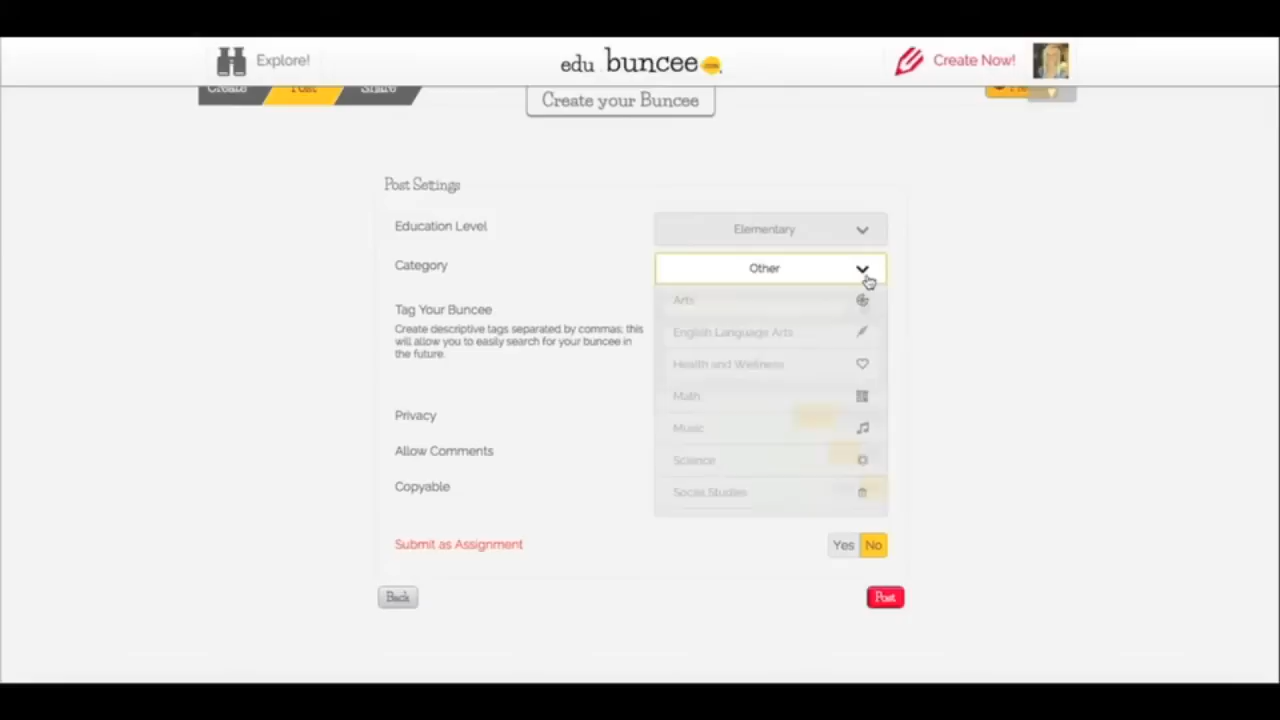 Explore!
edu buncee
Create Now!
Create
Post
Share
Create your Buncee
Post Settings
Education Level
Elementary
Category
Other
Arts
Tag Your Buncee
Create descriptive tags separated by commas; this
will allow you to easily search for your buncee in
the future.
English Language Arts
Health and Wellness
Math
Privacy
Music
Allow Comments
Science
Copyable
Social Studies
Submit as Assignment
Yes No
Back
Post